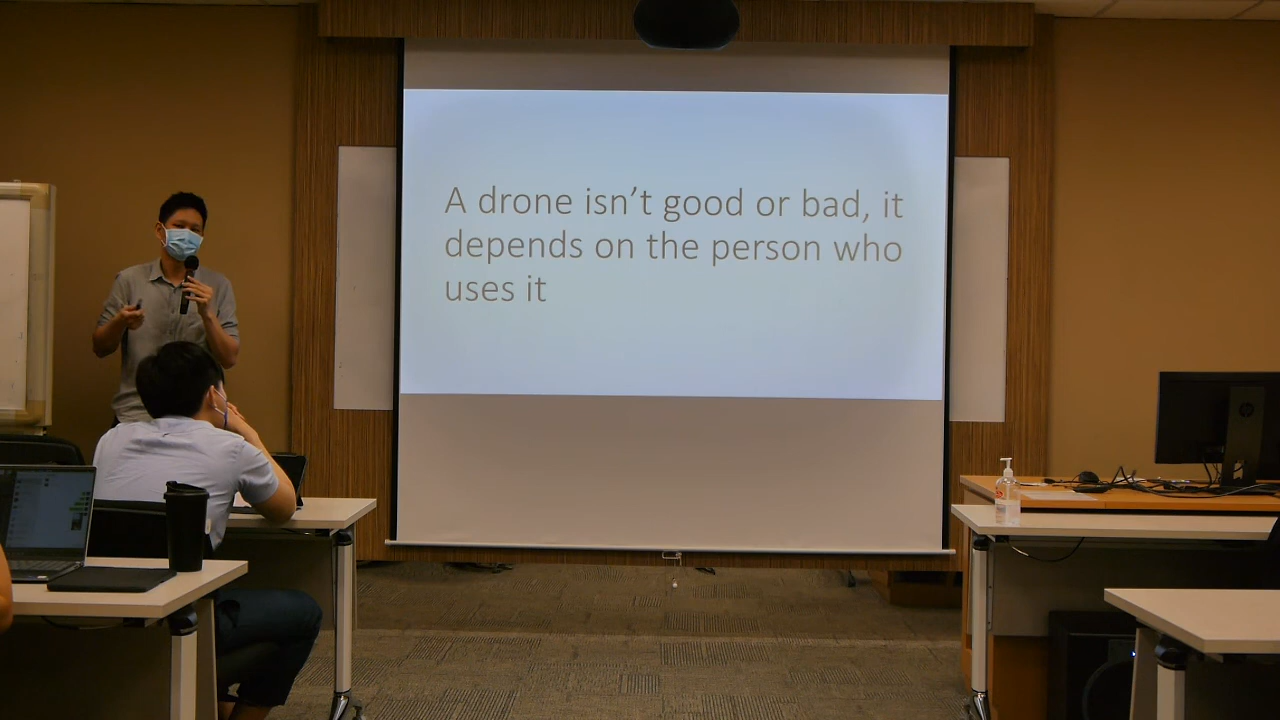 A drone isn’t good or bad, it
depends on the person who
uses it